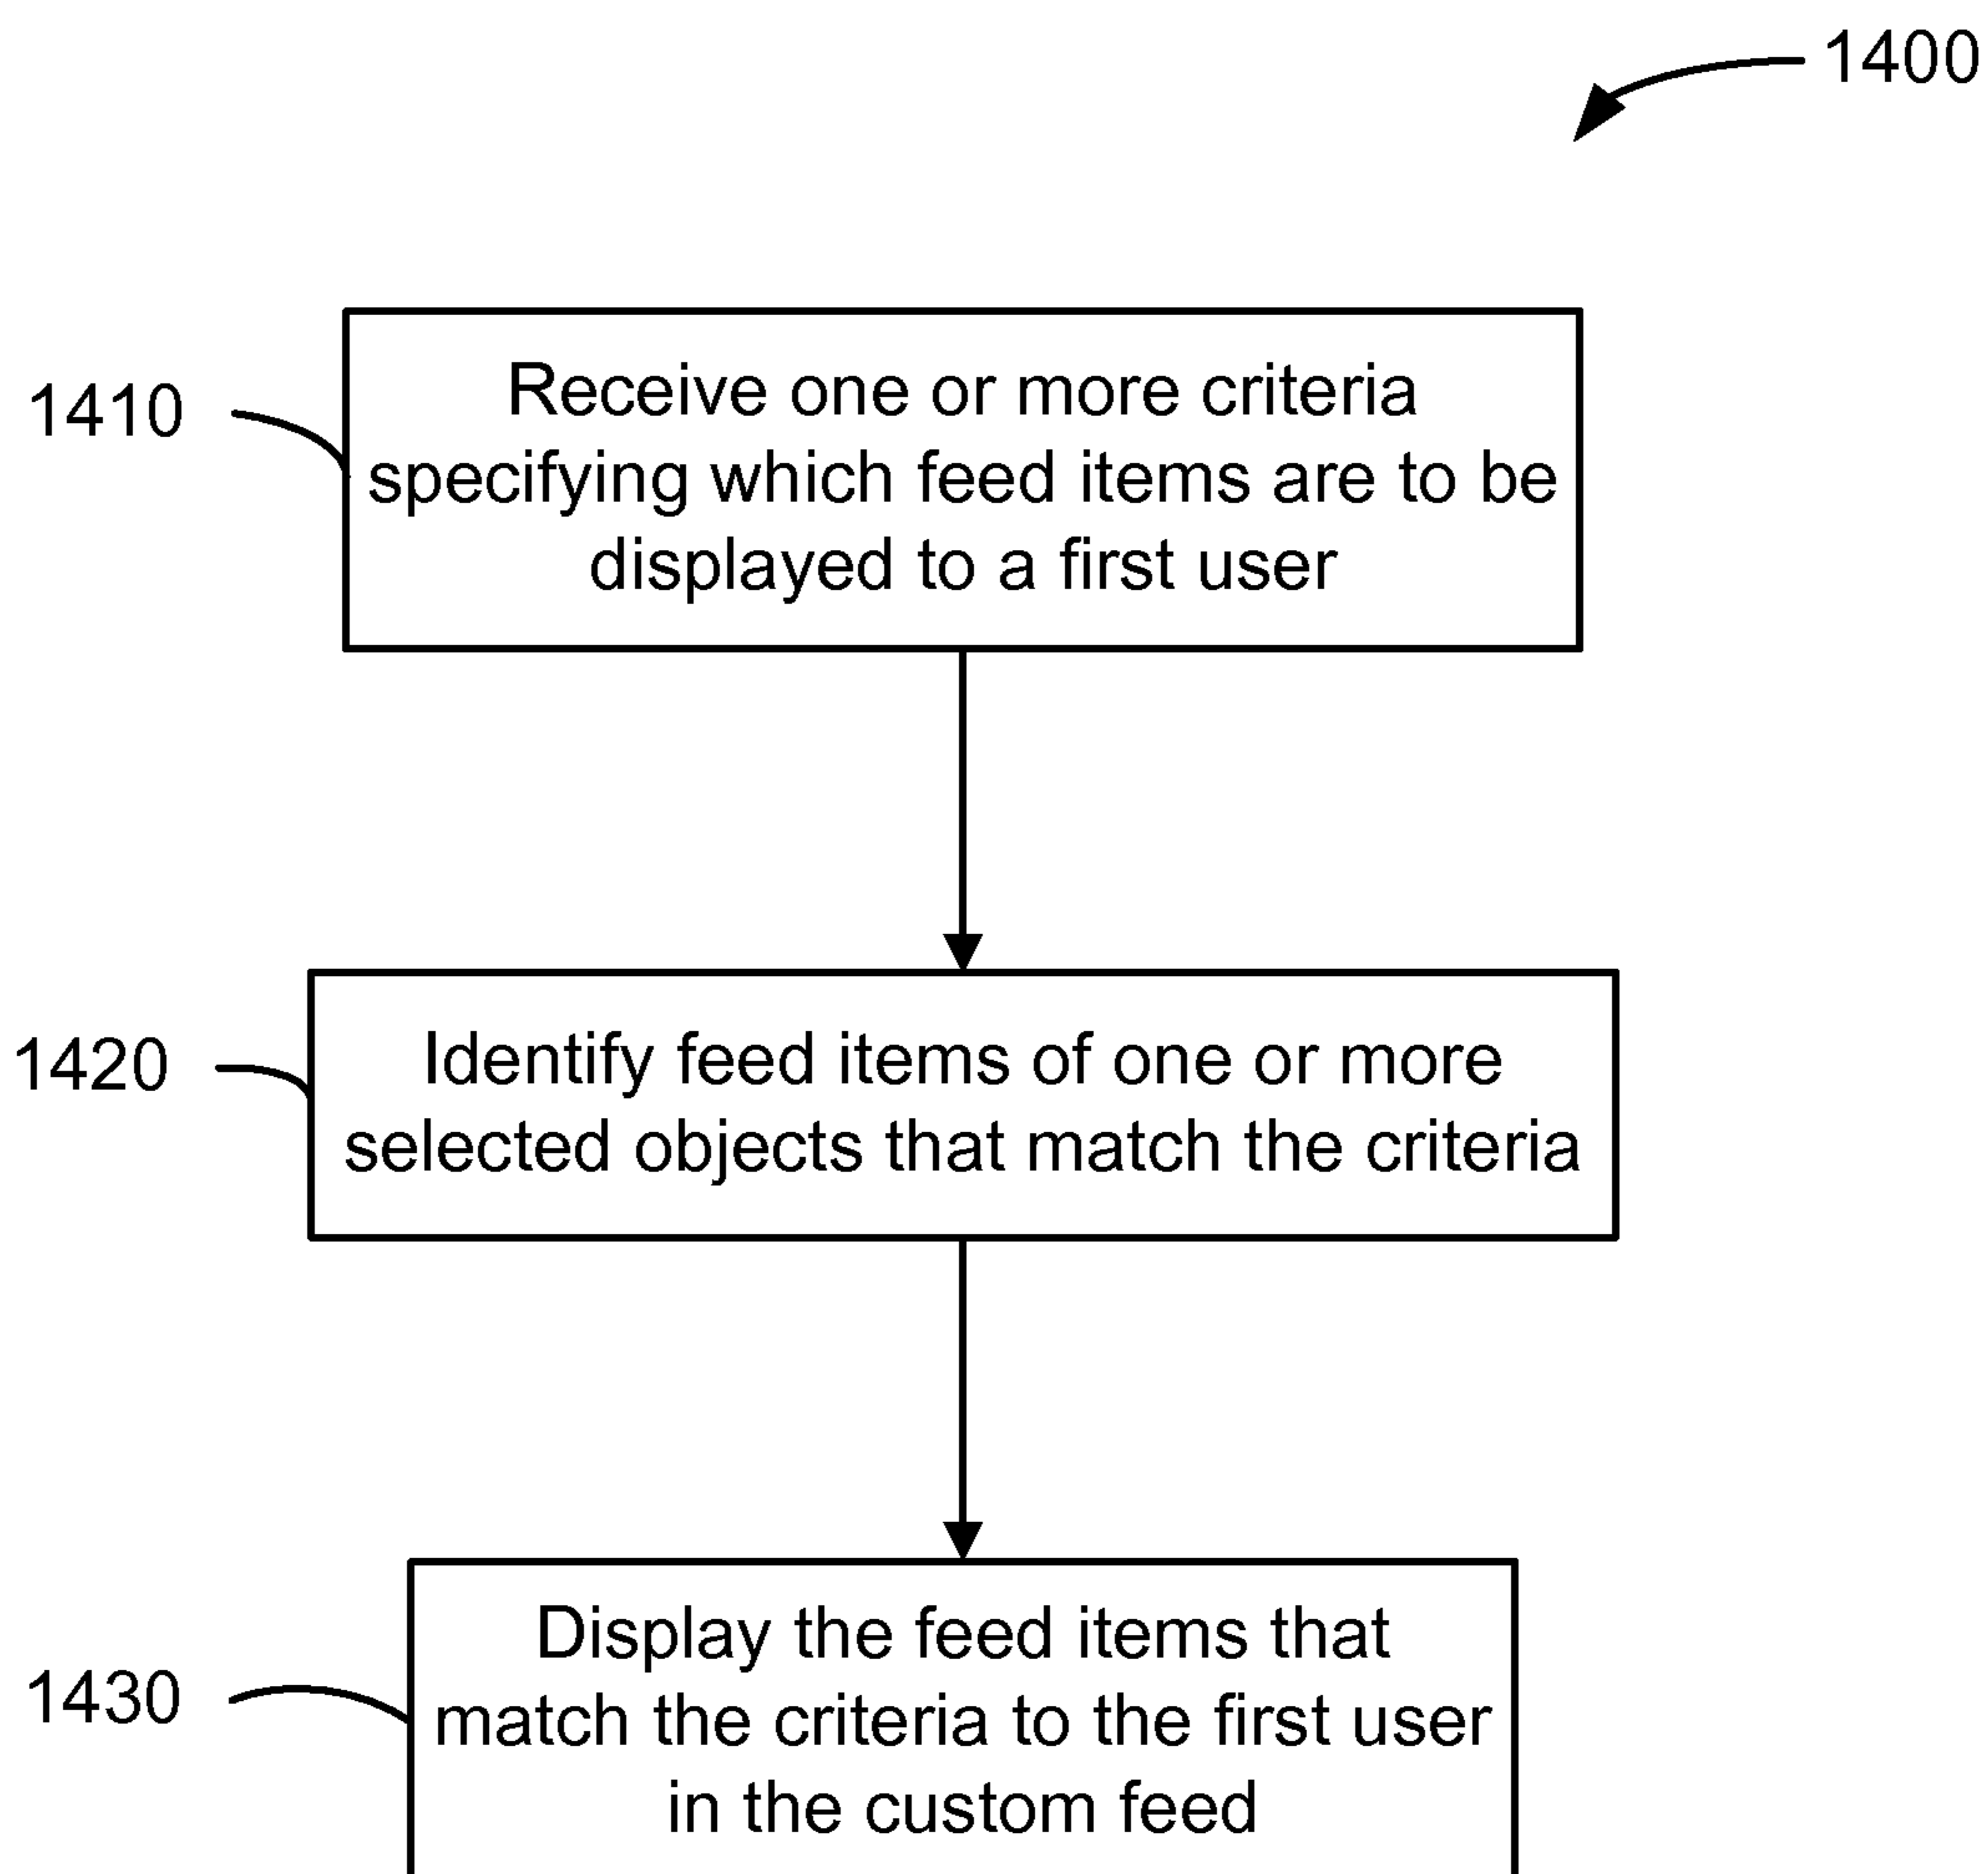 1400
1410
Receive one or more criteria
specifying which feed items are to be
displayed to a first user
1420
Identify feed items of one or more
selected objects that match the criteria
1430
Display the feed items that
match the criteria to the first user
in the custom feed